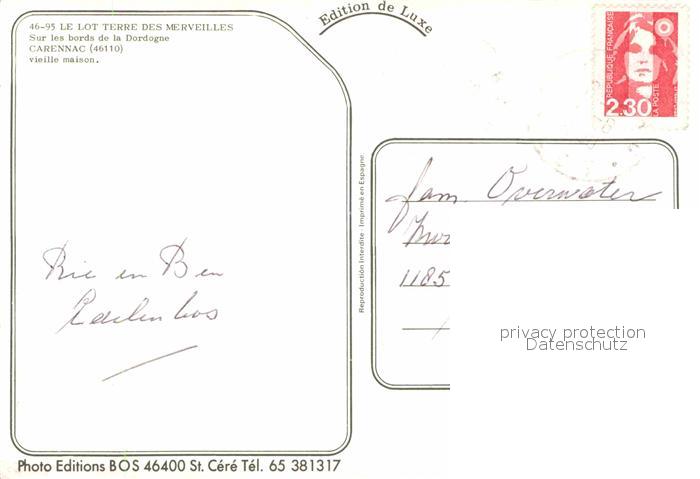 46-95 LE LOT TERRE DES MERVEILLES
Sur les bords de la Dordogne
CARENNAC (46110)
vieille maison.
Edition de Luxe
RÉPUBLIQUE FRANÇAISE
2.30
LA POSTE
Reproduction Interdite - Imprimé en Espagne.
Fam. Overwater
1185
Rie en Ben
privacy protection
Datenschutz
Photo Editions BOS 46400 St. Céré Tél. 65 381317